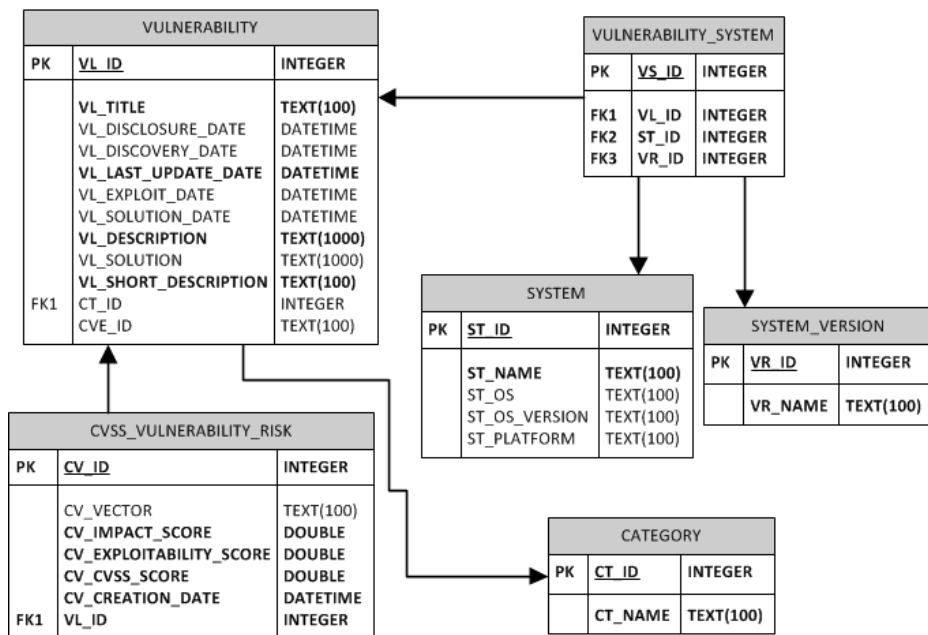 VULNERABILITY
PK VL_ID INTEGER
VL_TITLE TEXT(100)
VL_DISCLOSURE_DATE DATETIME
VL_DISCOVERY_DATE DATETIME
VL_LAST_UPDATE_DATE DATETIME
VL_EXPLOIT_DATE DATETIME
VL_SOLUTION_DATE DATETIME
VL_DESCRIPTION TEXT(1000)
VL_SOLUTION TEXT(1000)
VL_SHORT_DESCRIPTION TEXT(100)
FK1 CT_ID INTEGER
CVE_ID TEXT(100)
VULNERABILITY_SYSTEM
PK VS_ID INTEGER
FK1 VL_ID INTEGER
FK2 ST_ID INTEGER
FK3 VR_ID INTEGER
SYSTEM
PK ST_ID INTEGER
ST_NAME TEXT(100)
ST_OS TEXT(100)
ST_OS_VERSION TEXT(100)
ST_PLATFORM TEXT(100)
SYSTEM_VERSION
PK VR_ID INTEGER
VR_NAME TEXT(100)
CVSS_VULNERABILITY_RISK
PK CV_ID INTEGER
CV_VECTOR TEXT(100)
CV_IMPACT_SCORE DOUBLE
CV_EXPLOITABILITY_SCORE DOUBLE
CV_CVSS_SCORE DOUBLE
CV_CREATION_DATE DATETIME
FK1 VL_ID INTEGER
CATEGORY
PK CT_ID INTEGER
CT_NAME TEXT(100)